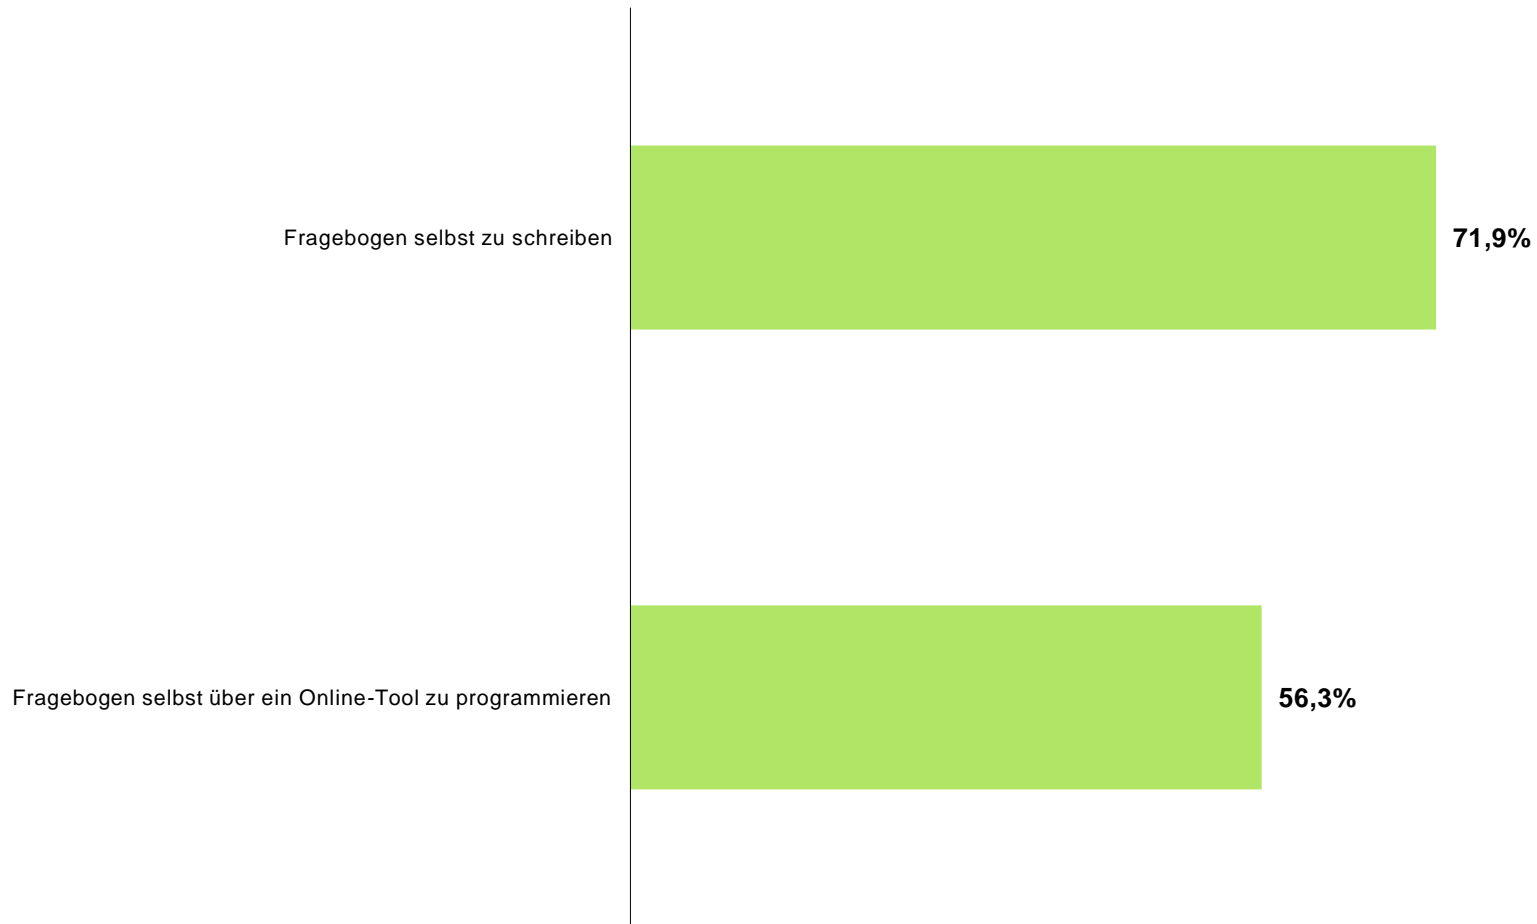 Fragebogen selbst zu schreiben
71,9%
Fragebogen selbst über ein Online-Tool zu programmieren
56,3%